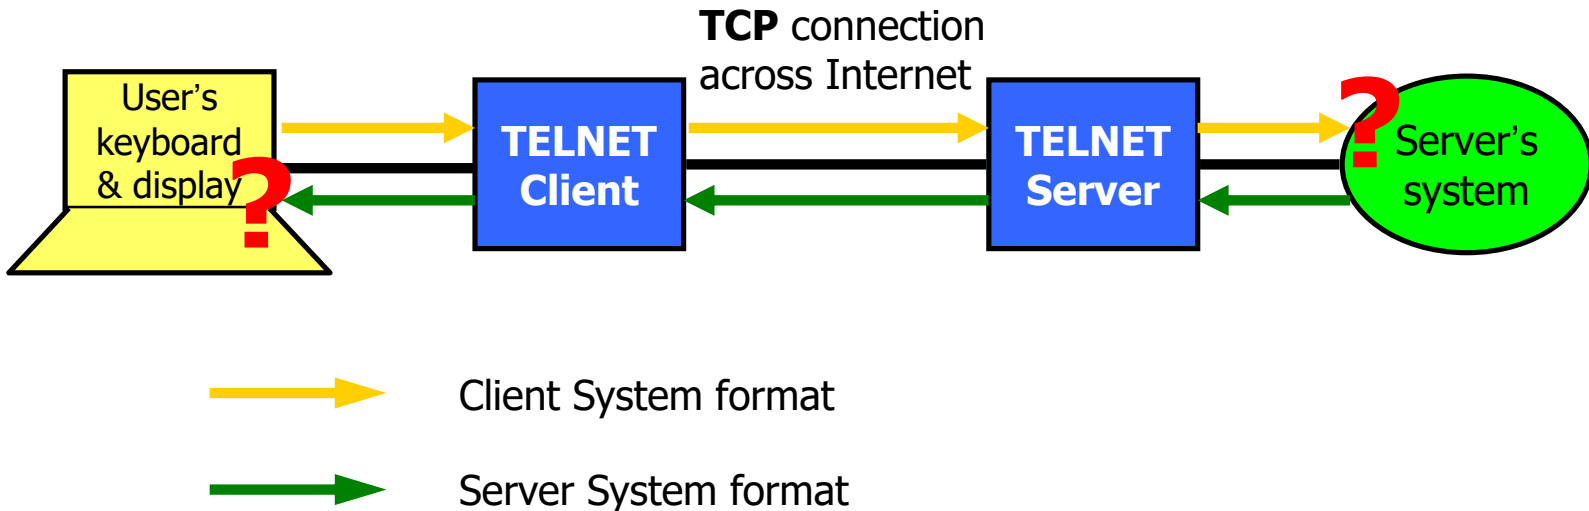 TCP connection
across Internet
User’s
keyboard
& display
?
TELNET
Client
TELNET
Server
?
Server’s
system
Client System format
Server System format